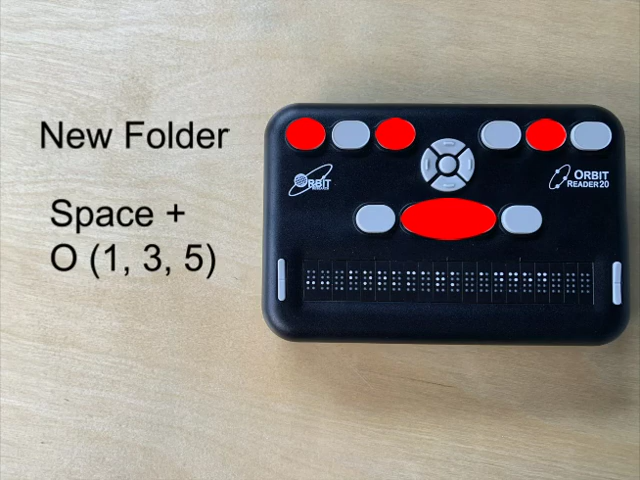 New Folder
Space +
O (1, 3, 5)
ORBIT
ORBIT
READER 20